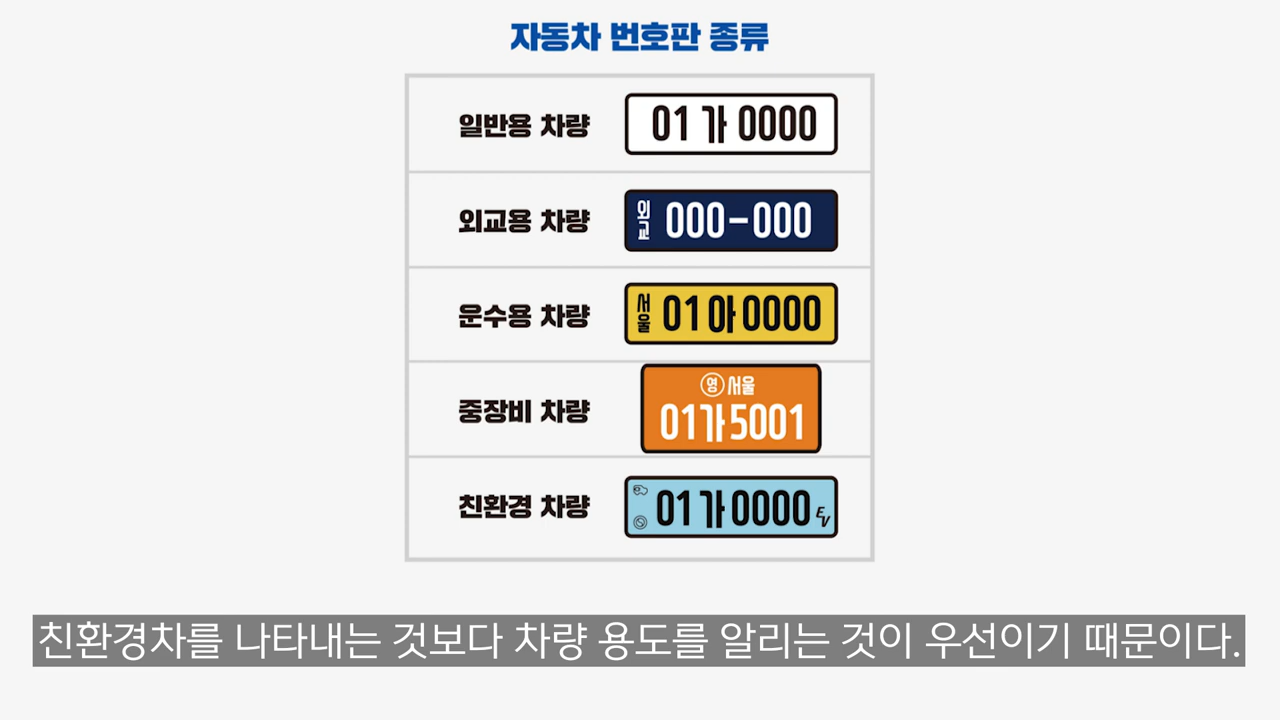 자동차 번호판 종류
일반용 차량
01 가 0000
외교용 차량
외교 000-000
운수용 차량
서울 01 아 0000
중장비 차량
영 서울
01가 5001
친환경 차량
01 가 0000 EV
친환경차를 나타내는 것보다 차량 용도를 알리는 것이 우선이기 때문이다.